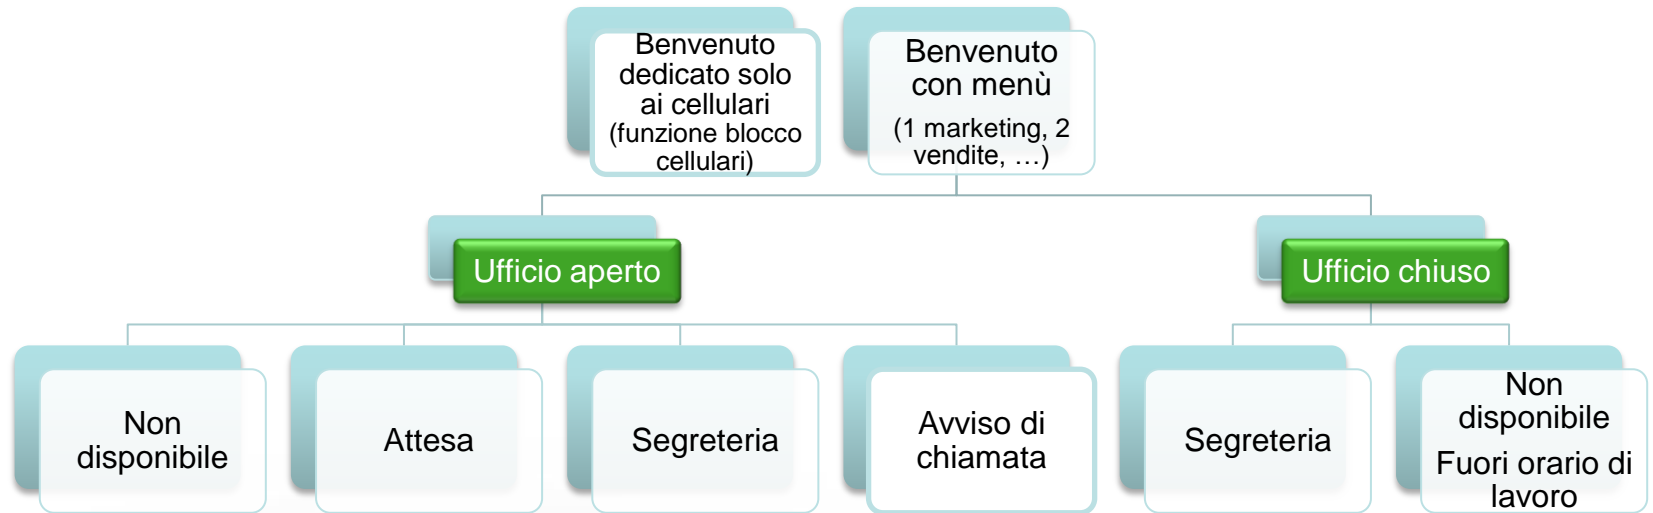 Benvenuto
dedicato solo
ai cellulari
(funzione blocco
cellulari)
Benvenuto
con menù
(1 marketing, 2
vendite, …)
Ufficio aperto
Ufficio chiuso
Non
disponibile
Attesa
Segreteria
Avviso di
chiamata
Segreteria
Non
disponibile
Fuori orario di
lavoro